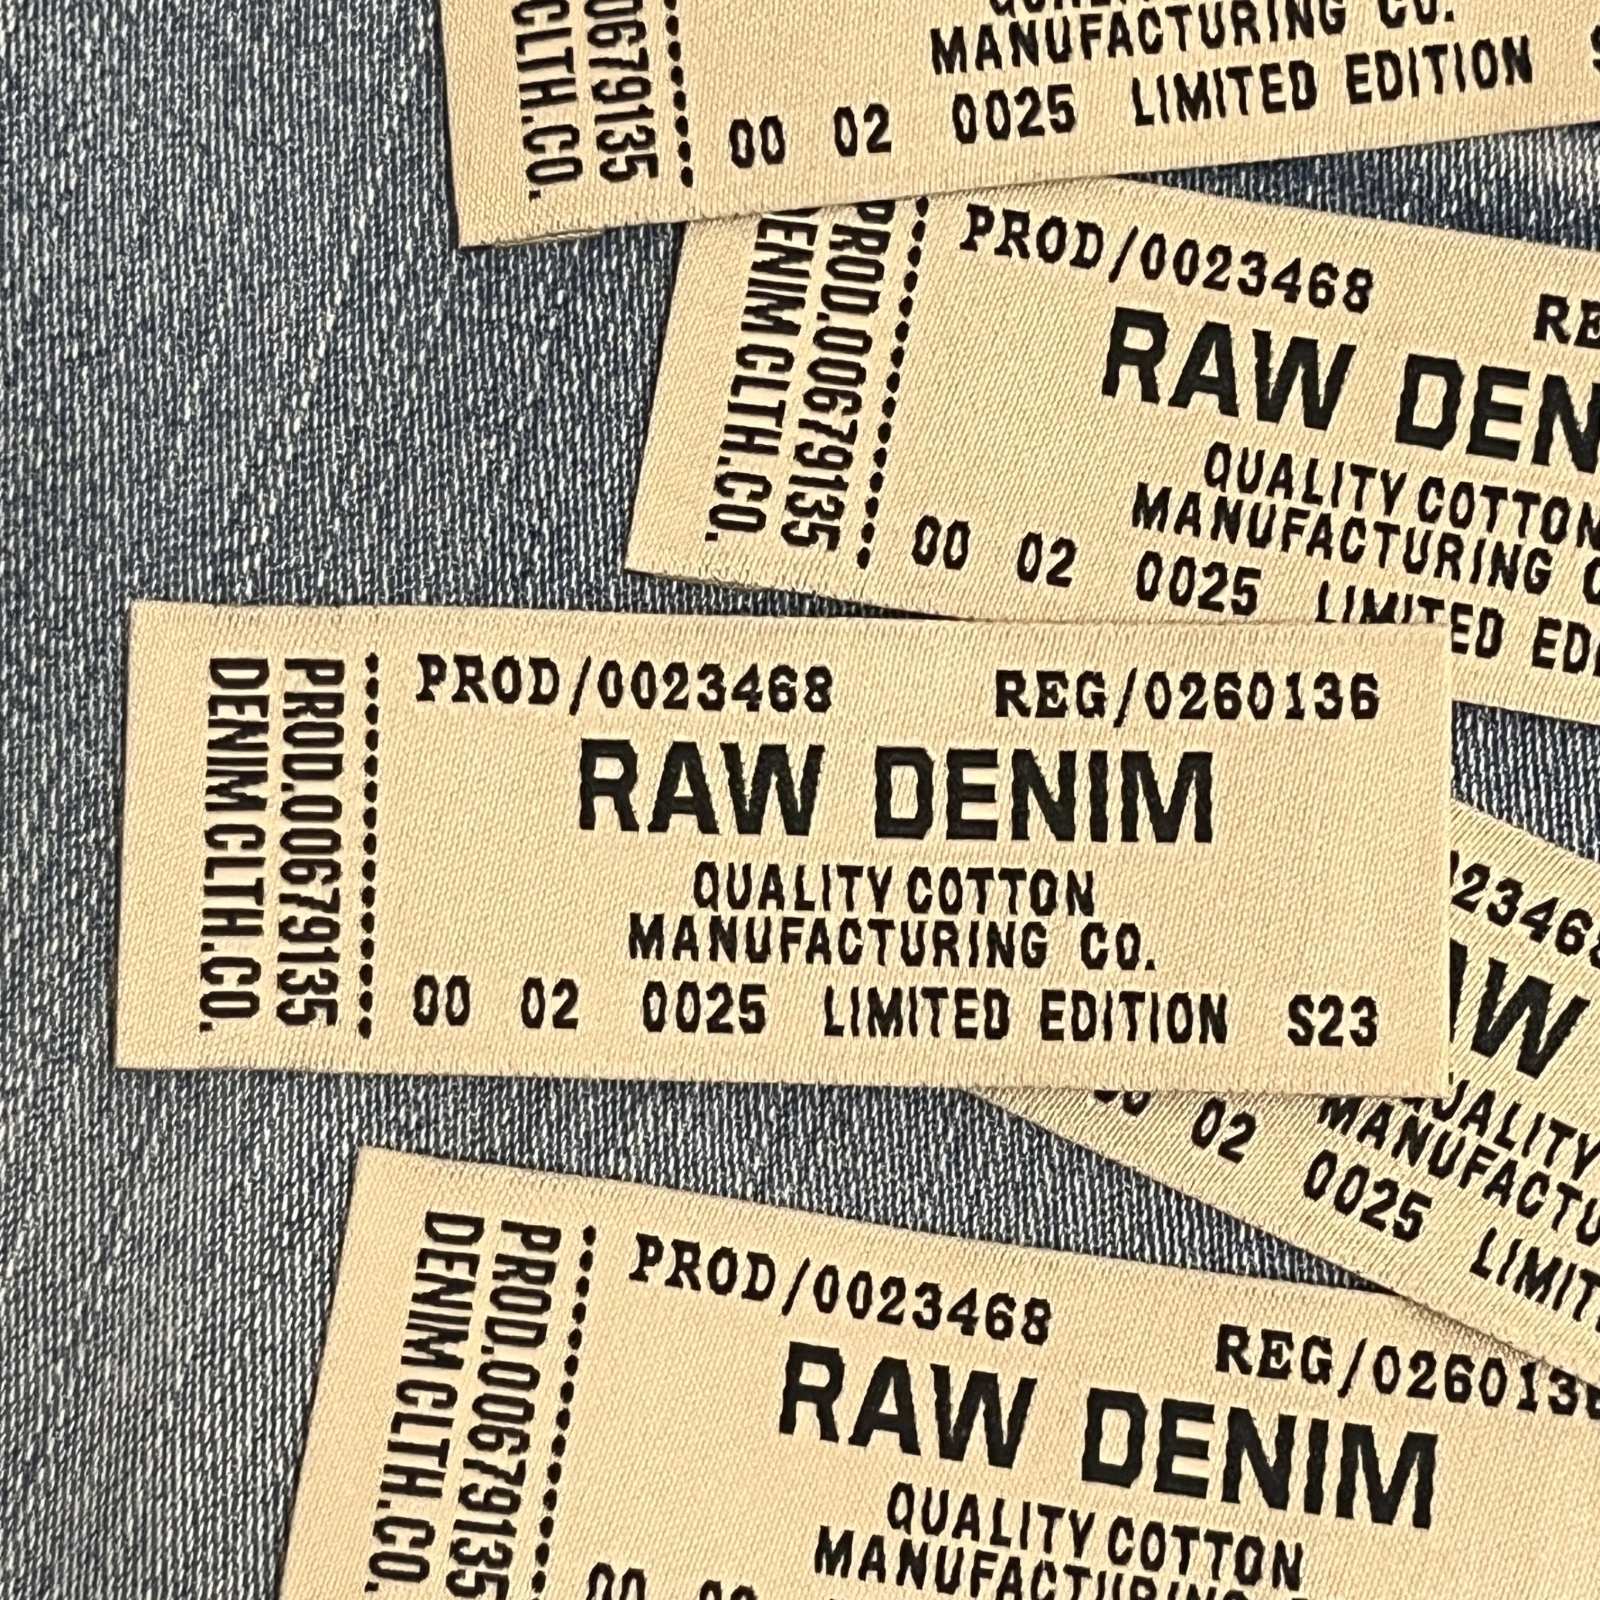 CLTH.CO.
00679135
MANUFACTURING CO.
00 02 0025 LIMITED EDITION
DENIM CLTH.CO.
PROD.00679135
PROD/0023468
RAW
QUALITY COTTON
MANUFACTURING
00 02 0025 LIMITED
DENIM CLTH.CO.
PROD.00679135
PROD/0023468 REG/0260136
RAW DENIM
QUALITY COTTON
MANUFACTURING CO.
00 02 0025 LIMITED EDITION S23
02 0025
DENIM CLTH.CO.
PROD.00679135
PROD/0023468 REG/026013
RAW DENIM
QUALITY COTTON
MANUFACTURING